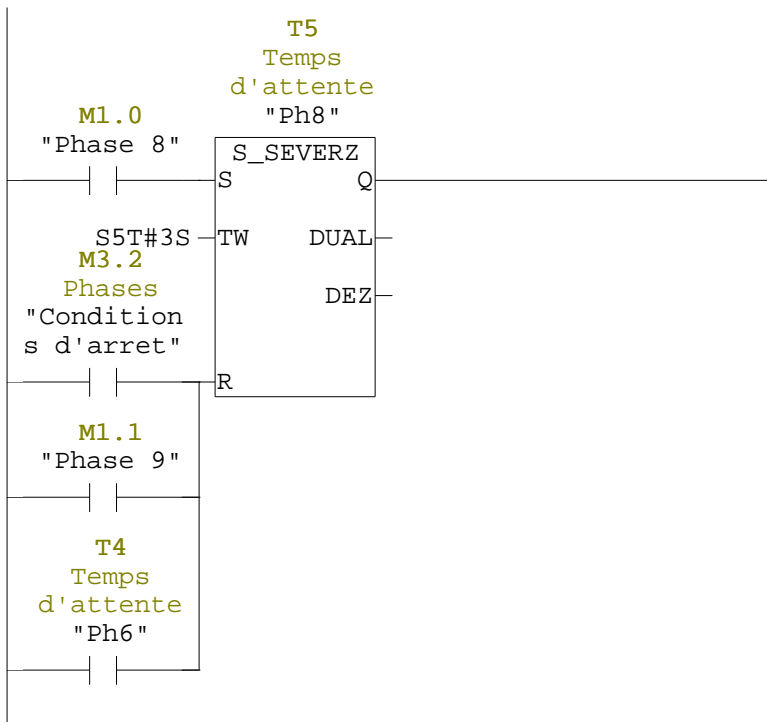 T5
Temps
d'attente
"Ph8"
M1.0
"Phase 8"
S_SEVERZ
S Q
S5T#3S TW DUAL
M3.2
Phases
DEZ
"Condition
s d'arret"
R
M1.1
"Phase 9"
T4
Temps
d'attente
"Ph6"